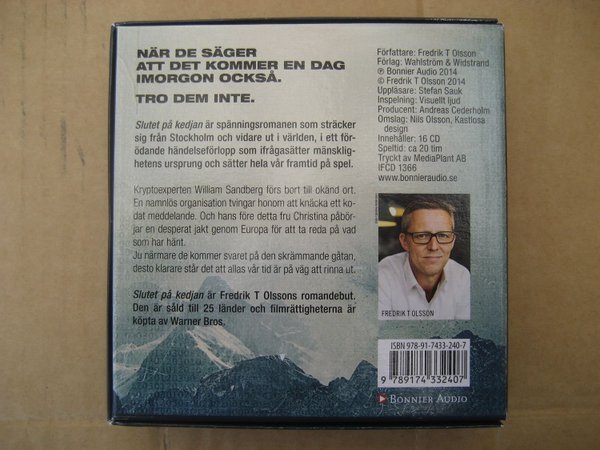 NÄR DE SÄGER
ATT DET KOMMER EN DAG
IMORGON OCKSÅ.
TRO DEM INTE.
Slutet på kedjan är spänningsromanen som sträcker
sig från Stockholm och vidare ut i världen, i ett för-
ödande händelseförlopp som ifrågasätter mänsklig-
hetens ursprung och sätter hela vår framtid på spel.
Kryptoexperten William Sandberg förs bort till okänd ort.
En namnlös organisation tvingar honom att knäcka ett ko-
dat meddelande. Och hans före detta fru Christina påbör-
jar en desperat jakt genom Europa för att ta reda på vad
som har hänt.
Ju närmare de kommer svaret på den skrämmande gåtan,
desto klarare står det att allas vår tid är på väg att rinna ut.
Slutet på kedjan är Fredrik T Olssons romandebut.
Den är såld till 25 länder och filmrättigheterna är
köpta av Warner Bros.
Författare: Fredrik T Olsson
Förlag: Wahlström & Widstrand
℗ Bonnier Audio 2014
© Fredrik T Olsson 2014
Uppläsare: Stefan Sauk
Inspelning: Visuellt ljud
Producent: Andreas Cederholm
Omslag: Nils Olsson, Kastlosa
design
Innehåller: 16 CD
Speltid: ca 20 tim
Tryckt av MediaPlant AB
IFCD 1366
www.bonnieraudio.se
FREDRIK T OLSSON
ISBN 978-91-7433-240-7
9 789174 332407
BONNIER AUDIO